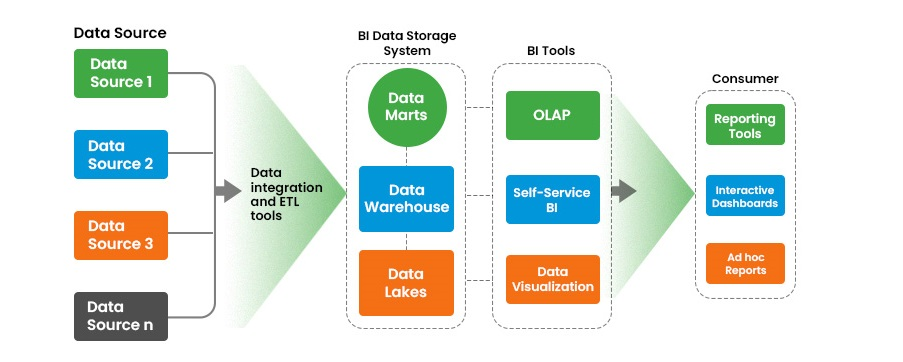 Data Source
Data
Source 1
Data
Source 2
Data
Source 3
Data
Source n
Data
integration
and ETL
tools
BI Data Storage
System
Data
Marts
Data
Warehouse
Data
Lakes
BI Tools
OLAP
Self-Service
BI
Data
Visualization
Consumer
Reporting
Tools
Interactive
Dashboards
Ad hoc
Reports